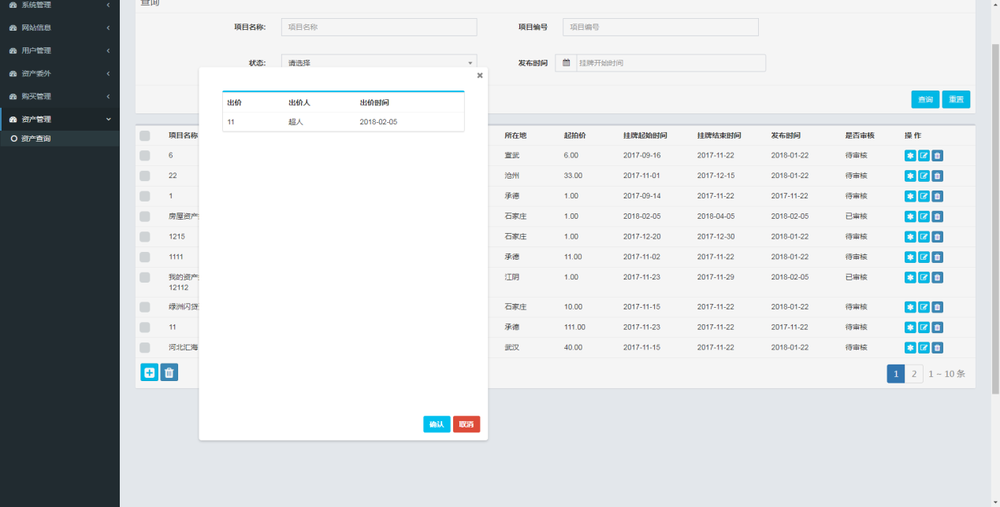 系统管理
网站信息
用户管理
资产委外
购买管理
资产管理
资产查询
查询
项目名称: 项目名称 项目编号 项目编号
状态: 请选择 发布时间 挂牌开始时间
查询 重置
×
出价 出价人 出价时间
11 超人 2018-02-05
确认 取消
项目名称 所在地 起拍价 挂牌起始时间 挂牌结束时间 发布时间 是否审核 操 作
6 宣武 6.00 2017-09-16 2017-11-22 2018-01-22 待审核
22 沧州 33.00 2017-11-01 2017-12-15 2018-01-22 待审核
1 承德 1.00 2017-09-14 2017-11-22 2017-11-22 待审核
房屋资产 石家庄 1.00 2018-02-05 2018-04-05 2018-02-05 已审核
1215 石家庄 1.00 2017-12-20 2017-12-30 2018-01-22 待审核
1111 承德 11.00 2017-11-02 2017-11-22 2018-01-22 待审核
我的资产 江阴 1.00 2017-11-23 2017-11-29 2018-02-05 已审核
12112
绿洲闪贷 石家庄 10.00 2017-11-15 2017-11-22 2018-01-22 待审核
11 承德 111.00 2017-11-23 2017-11-22 2017-11-22 待审核
河北汇海 武汉 40.00 2017-11-15 2017-11-22 2018-01-22 待审核
1 2 1 ~ 10 条